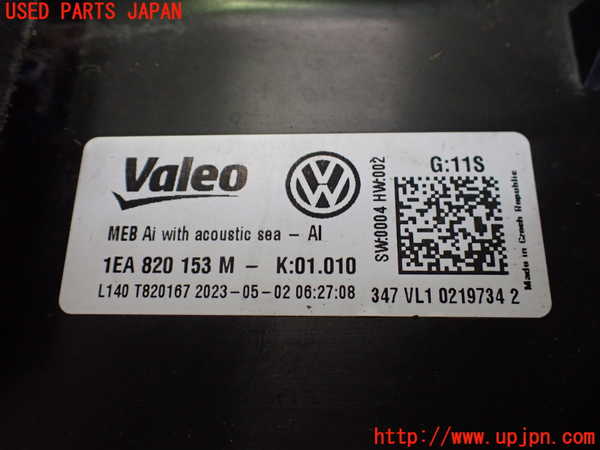 USED PARTS JAPAN
Valeo
G:11S
SW:0004 HW:002
Made in Czech Republic
MEB Ai with acoustic sea - AI
1EA 820 153 M - K:01.010
L140 T820167 2023-05-02 06:27:08
347 VL1 0219734 2
http://www.upjpn.com/